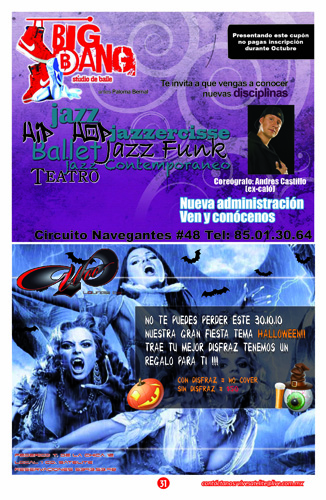 BIG
BANG
studio de baile
Paloma Bernal
Presentando este cupón
no pagas inscripción
durante Octubre
Te invita a que vengas a conocer
nuevas disciplinas
jazz
Hip Hop jazzercisse
Ballet Jazz Funk
Jazz Contemporaneo
Teatro
Coreógrafo: Andres Castillo
(ex-caló)
Nueva administración
Ven y conócenos
Circuito Navegantes #48 Tel: 85.01.30.64
NO TE PUEDES PERDER ESTE 30.10.10
NUESTRA GRAN FIESTA TEMA HALLOWEEN!!
TRAE TU MEJOR DISFRAZ TENEMOS UN
REGALO PARA TI !!!
CON DISFRAZ = NO COVER
SIN DISFRAZ =
31